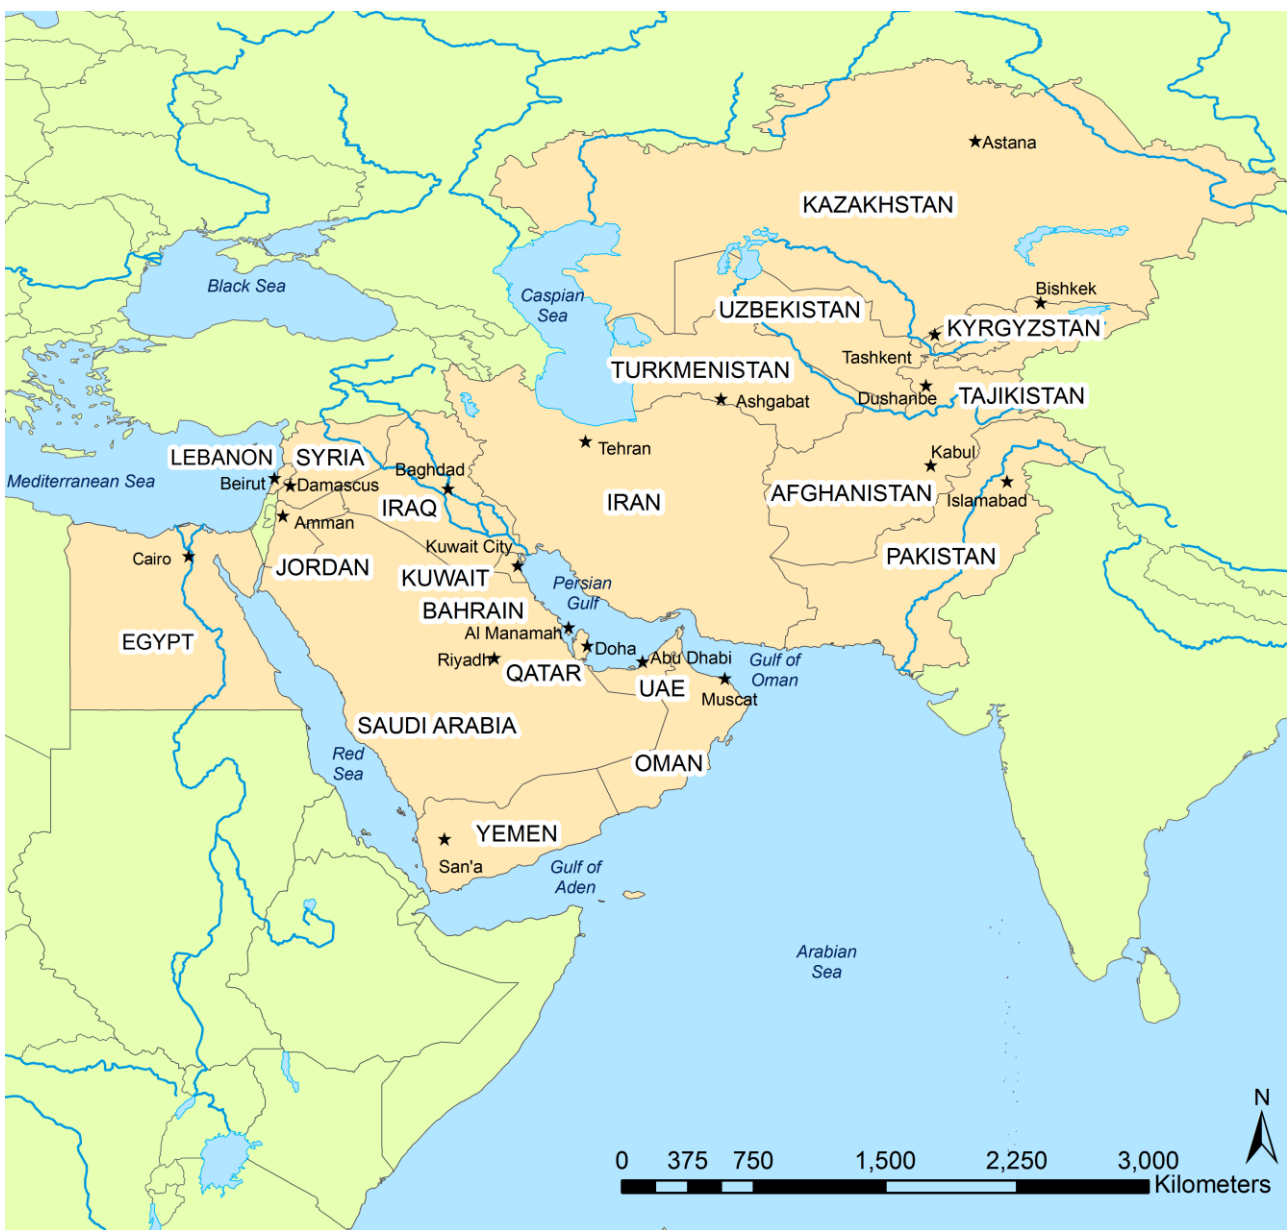 Astana
KAZAKHSTAN
Black Sea
Caspian
Sea
Bishkek
UZBEKISTAN
KYRGYZSTAN
Tashkent
TURKMENISTAN
Dushanbe
TAJIKISTAN
Ashgabat
Tehran
Kabul
LEBANON
SYRIA
Baghdad
Mediterranean Sea
Beirut
Damascus
IRAQ
IRAN
AFGHANISTAN
Islamabad
Amman
Kuwait City
Cairo
JORDAN
KUWAIT
PAKISTAN
Persian
Gulf
BAHRAIN
Al Manamah
EGYPT
Riyadh
Doha
QATAR
Abu Dhabi
UAE
Gulf of
Oman
Muscat
SAUDI ARABIA
Red
Sea
OMAN
YEMEN
San'a
Gulf of
Aden
Arabian
Sea
N
0 375 750 1,500 2,250 3,000
Kilometers